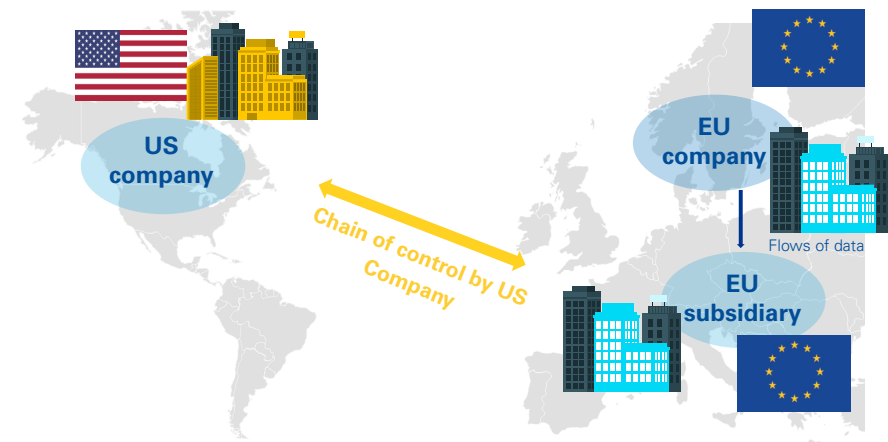 US
company
Chain of control by US
Company
EU
company
Flows of data
EU
subsidiary